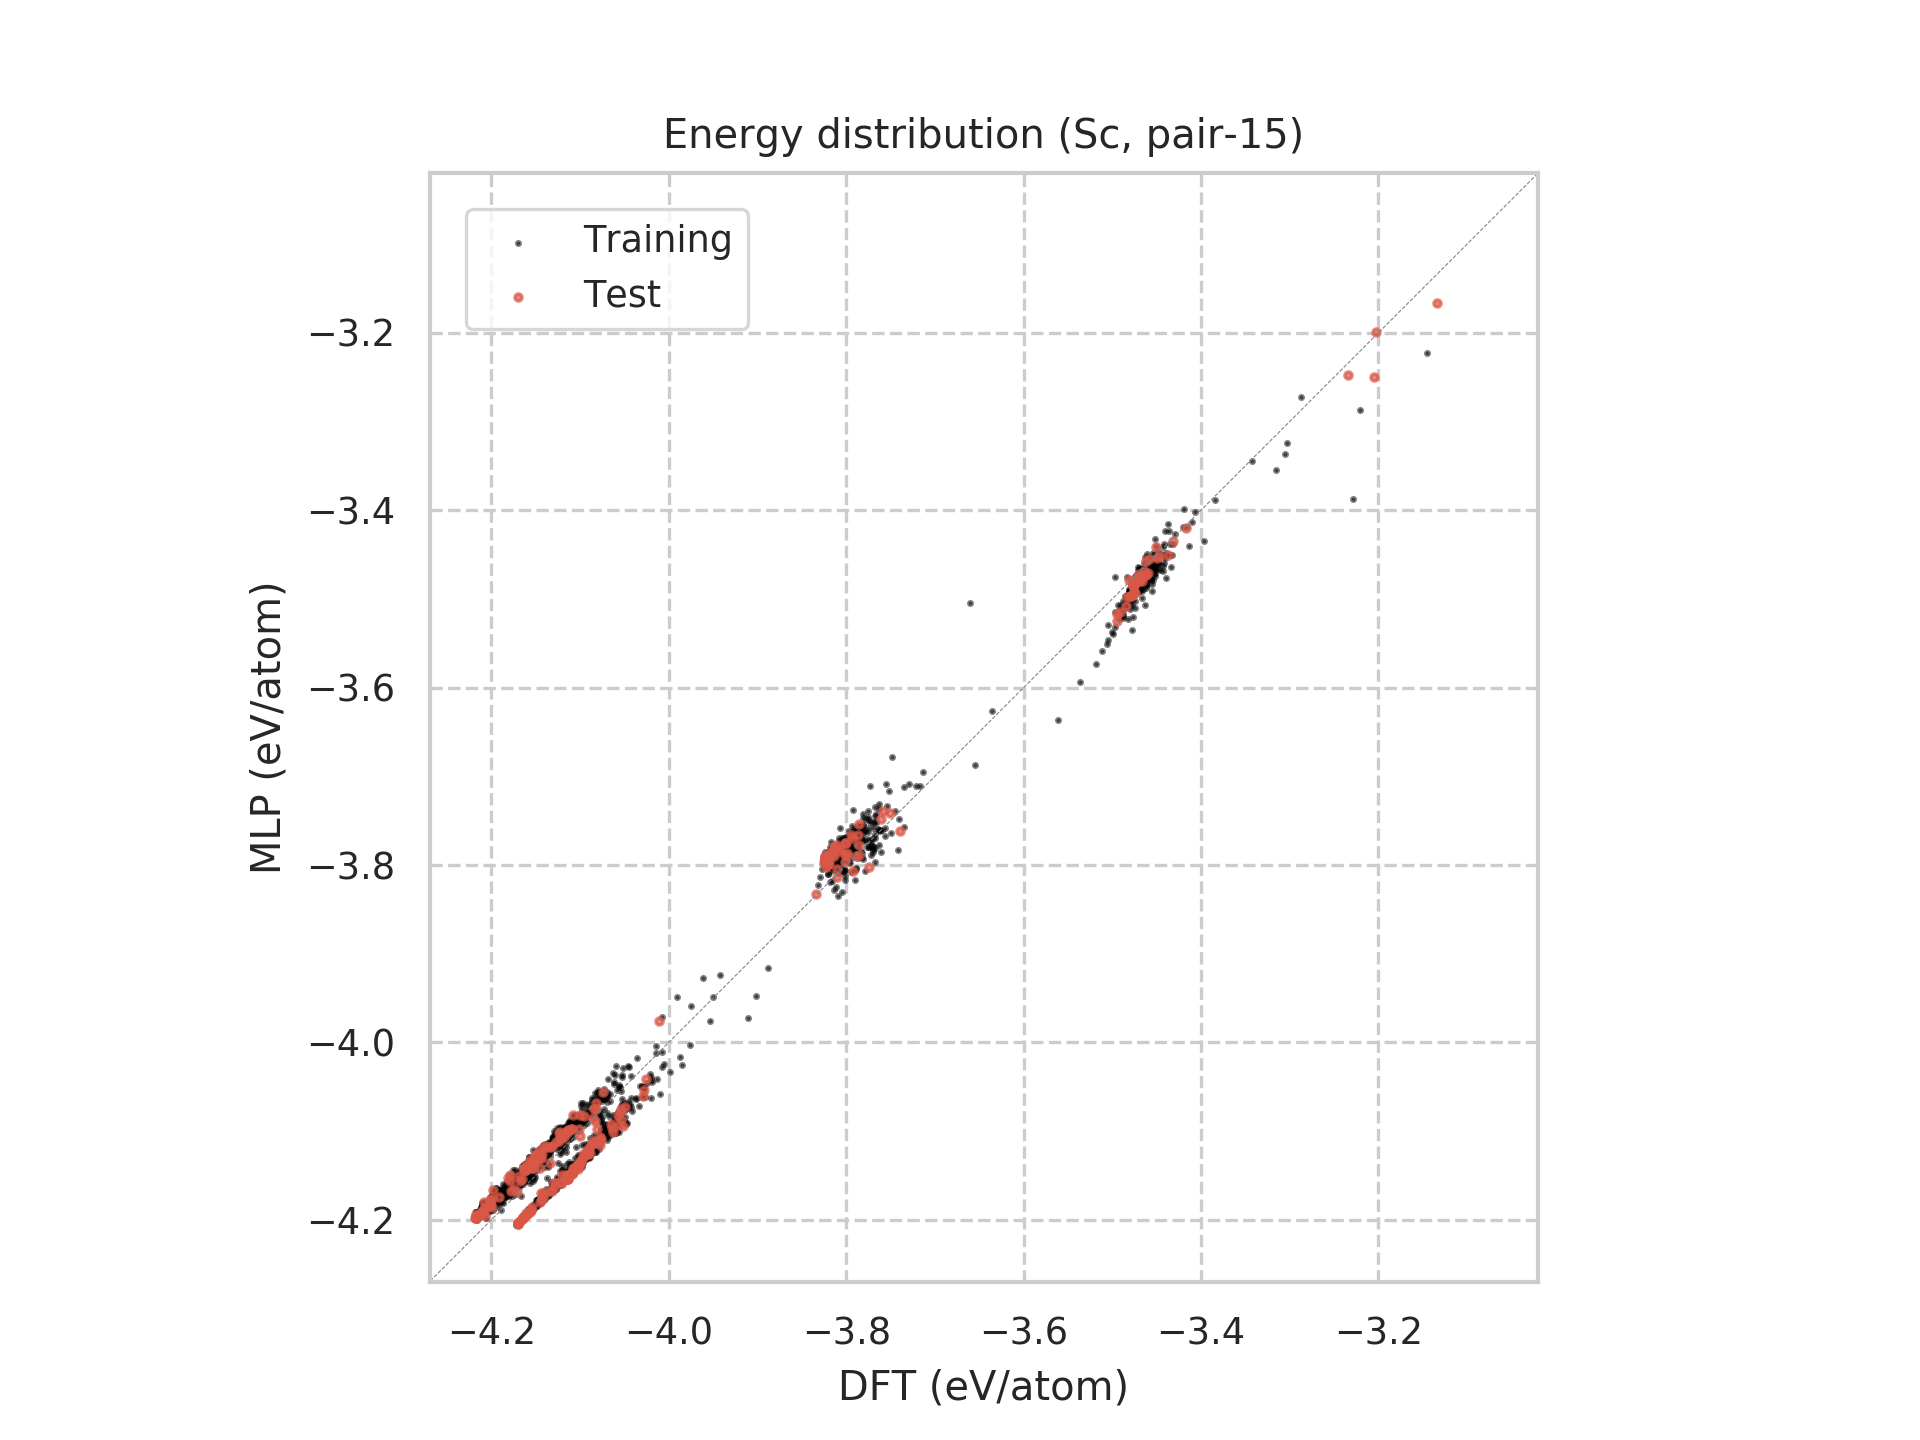 Energy distribution (Sc, pair-15)
Training
Test
−3.2
−3.4
−3.6
−3.8
−4.0
−4.2
MLP (eV/atom)
−4.2 −4.0 −3.8 −3.6 −3.4 −3.2
DFT (eV/atom)